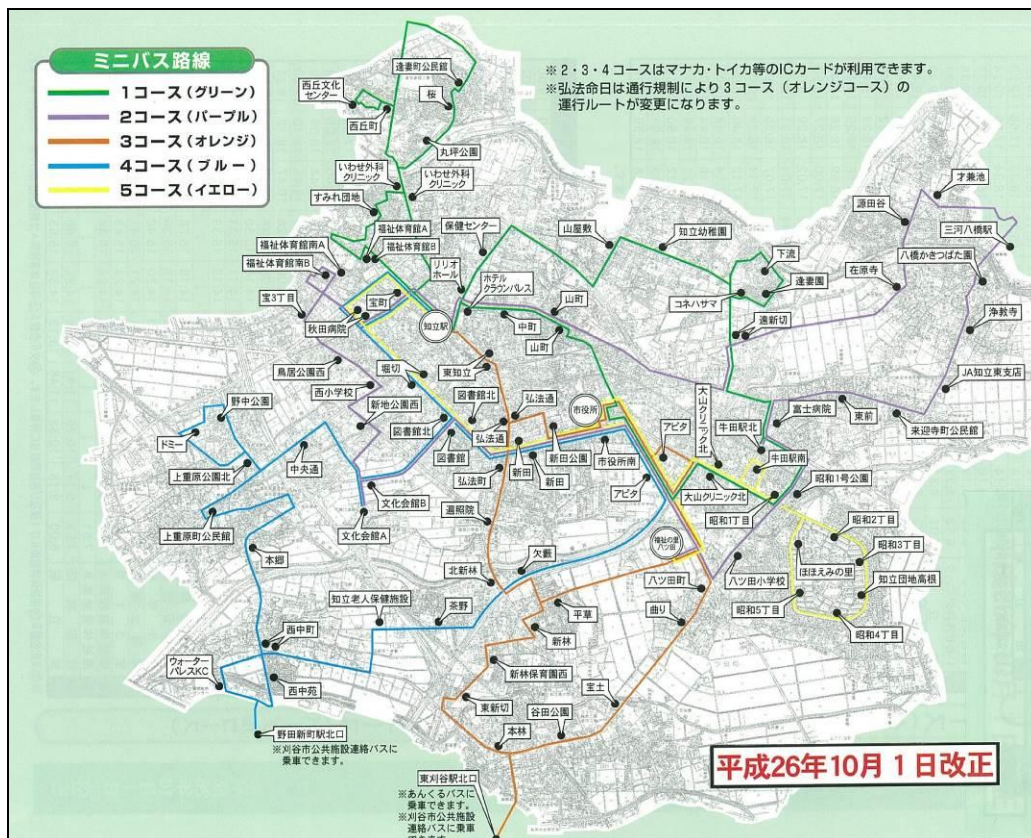 ミニバス路線
1コース(グリーン)
2コース(パープル)
3コース(オレンジ)
4コース(ブルー)
5コース(イエロー)
※2・3・4コースはマナカ・トイカ等のICカードが利用できます。
※弘法命日は通行規制により3コース(オレンジコース)の
運行ルートが変更になります。
逢妻町公民館
西丘文化
センター
桜
西丘町
丸坪公園
いわせ外科
クリニック
いわせ外科
クリニック
すみれ団地
保健センター
山屋敷
知立幼稚園
源田谷
才兼池
三河八橋駅
福祉体育館A
福祉体育館B
福祉体育館南A
福祉体育館南B
リリオ
ホール
ホテル
クラウンパレス
下流
逢妻園
コネハサマ
在原寺
八橋かきつばた園
宝3丁目
宝町
秋田病院
知立駅
中町
山町
山町
遠新切
浄教寺
鳥居公園西
堀切
東知立
西小学校
新地公園西
図書館北
図書館北
弘法通
弘法通
市役所
大山クリニック北
牛田駅北
富士病院
東前
JA知立東支店
来迎寺町公民館
野中公園
ドミー
上重原公園北
中央通
図書館
新田
新田
新田公園
市役所南
アピタ
アピタ
牛田駅南
大山クリニック北
昭和1号公園
弘法町
文化会館B
文化会館A
上重原町公民館
遍照院
昭和1丁目
昭和2丁目
昭和3丁目
本郷
福祉の里
八ツ田
欠藪
ほほえみの里
八ツ田小学校
知立団地高根
北新林
八ツ田町
昭和5丁目
昭和4丁目
知立老人保健施設
茶野
平草
曲り
西中町
新林
ウォーター
パレスKC
新林保育園西
西中苑
東新切
宝土
谷田公園
本林
野田新町駅北口
※刈谷市公共施設連絡バスに
乗車できます。
平成26年10月1日改正
東刈谷駅北口
※あんくるバスに
乗車できます。
※刈谷市公共施設
連絡バスに乗車